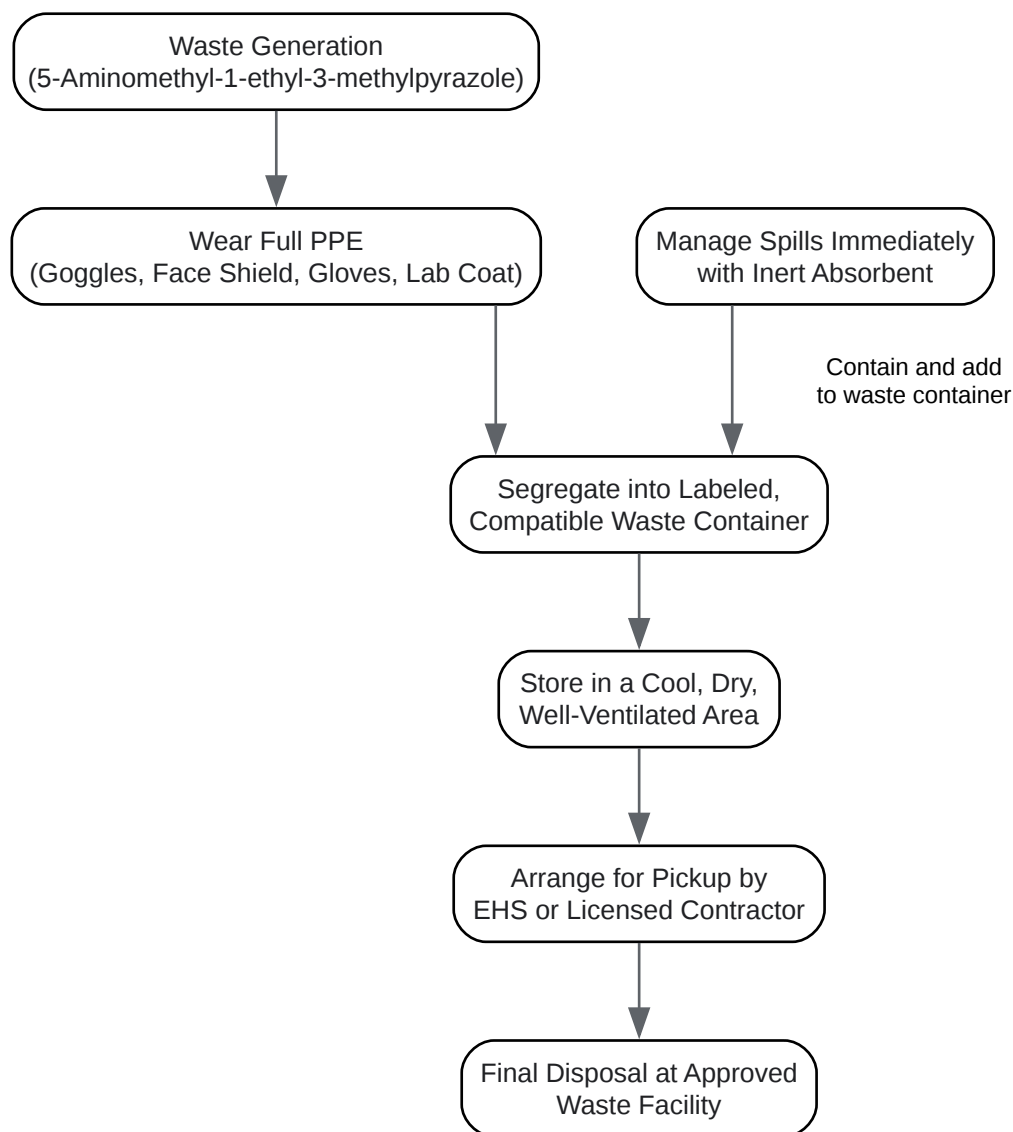 Waste Generation
(5-Aminomethyl-1-ethyl-3-methylpyrazole)
Wear Full PPE
(Goggles, Face Shield, Gloves, Lab Coat)
Manage Spills Immediately
with Inert Absorbent
Contain and add
to waste container
Segregate into Labeled,
Compatible Waste Container
Store in a Cool, Dry,
Well-Ventilated Area
Arrange for Pickup by
EHS or Licensed Contractor
Final Disposal at Approved
Waste Facility